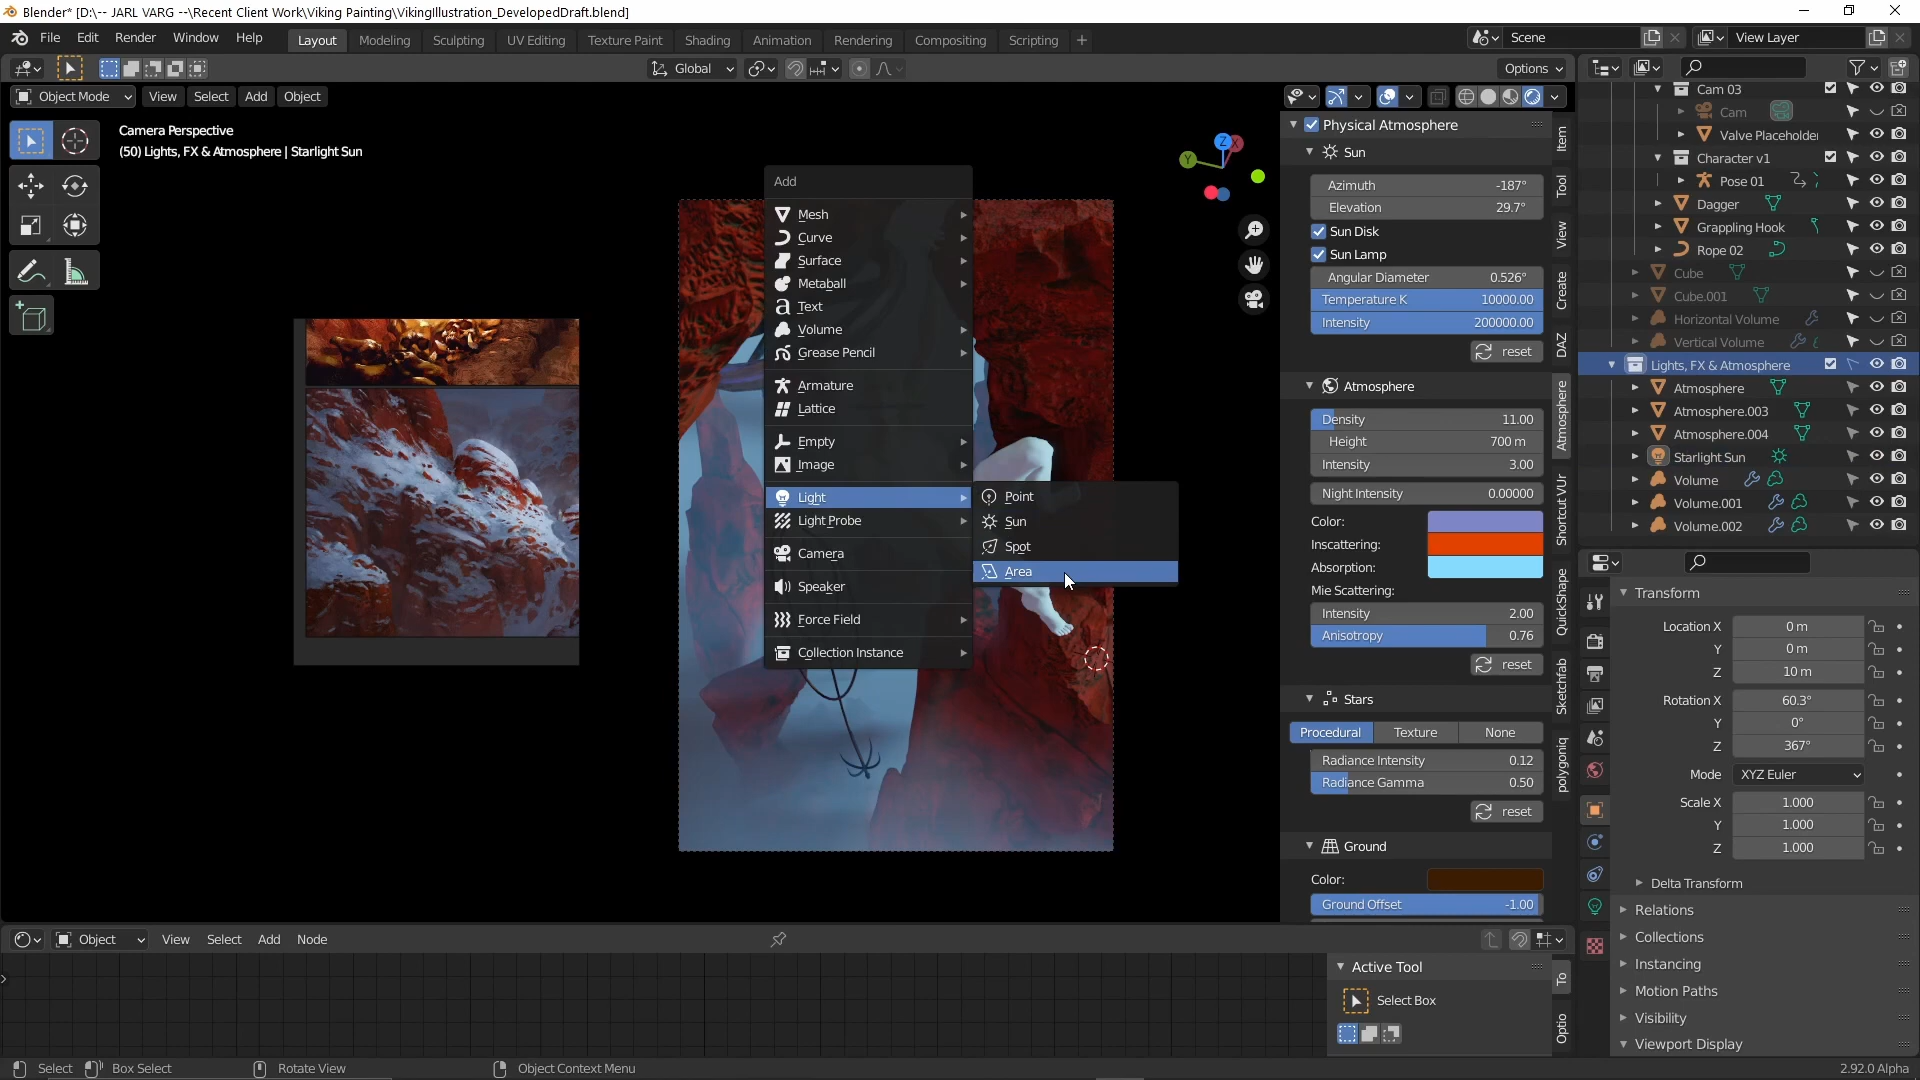 Blender* [D:\-- JARL VARG --\Recent Client Work\Viking Painting\VikingIllustration_DevelopedDraft.blend]
File Edit Render Window Help Layout Modeling Sculpting UV Editing Texture Paint Shading Animation Rendering Compositing Scripting + Scene View Layer
Global Options
Object Mode View Select Add Object
Camera Perspective
(50) Lights, FX & Atmosphere | Starlight Sun
Z
Y
Add
Mesh
Curve
Surface
Metaball
Text
Volume
Grease Pencil
Armature
Lattice
Empty
Image
Light
Light Probe
Camera
Speaker
Force Field
Collection Instance
Point
Sun
Spot
Area
Physical Atmosphere
Sun
Azimuth -187°
Elevation 29.7°
Sun Disk
Sun Lamp
Angular Diameter 0.526°
Temperature K 10000.00
Intensity 200000.00
reset
Atmosphere
Density 11.00
Height 700 m
Intensity 3.00
Night Intensity 0.00000
Color:
Inscattering:
Absorption:
Mie Scattering:
Intensity 2.00
Anisotropy 0.76
reset
Stars
Procedural Texture None
Radiance Intensity 0.12
Radiance Gamma 0.50
reset
Ground
Color:
Ground Offset -1.00
Item
Tool
View
Create
DAZ
Atmosphere
Shortcut VUr
QuickShape
Sketchfab
polygoniq
Cam 03
Cam
Valve Placeholder
Character v1
Pose 01
Dagger
Grappling Hook
Rope 02
Cube
Cube.001
Horizontal Volume
Vertical Volume
Lights, FX & Atmosphere
Atmosphere
Atmosphere.003
Atmosphere.004
Starlight Sun
Volume
Volume.001
Volume.002
Transform
Location X 0 m
Y 0 m
Z 10 m
Rotation X 60.3°
Y 0°
Z 367°
Mode XYZ Euler
Scale X 1.000
Y 1.000
Z 1.000
Delta Transform
Relations
Collections
Instancing
Motion Paths
Visibility
Viewport Display
Object View Select Add Node
Active Tool
Select Box
To
Optio
Select Box Select Rotate View Object Context Menu 2.92.0 Alpha